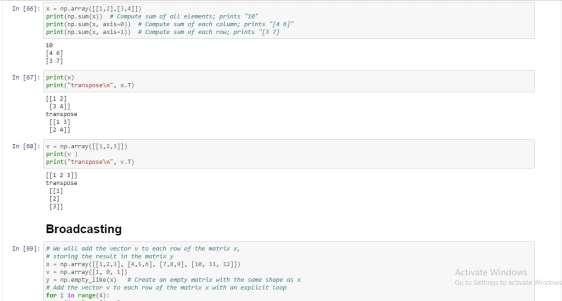 In [66]: x = np.array([[1,2],[3,4]])
print(np.sum(x)) # Compute sum of all elements; prints "10"
print(np.sum(x, axis=0)) # Compute sum of each column; prints "[4 6]"
print(np.sum(x, axis=1)) # Compute sum of each row; prints "[3 7]
10
[4 6]
[3 7]
In [67]: print(x)
print("transpose\n", x.T)
[[1 2]
[3 4]]
transpose
[[1 3]
[2 4]]
In [68]: v = np.array([[1,2,3]])
print(v )
print("transpose\n", v.T)
[[1 2 3]]
transpose
[[1]
[2]
[3]]
Broadcasting
In [69]: # We will add the vector v to each row of the matrix x,
# storing the result in the matrix y
x = np.array([[1,2,3], [4,5,6], [7,8,9], [10, 11, 12]])
v = np.array([1, 0, 1])
y = np.empty_like(x) # Create an empty matrix with the same shape as x
# Add the vector v to each row of the matrix x with an explicit loop
for i in range(4):
Activate Windows
Go to Settings to activate Windows